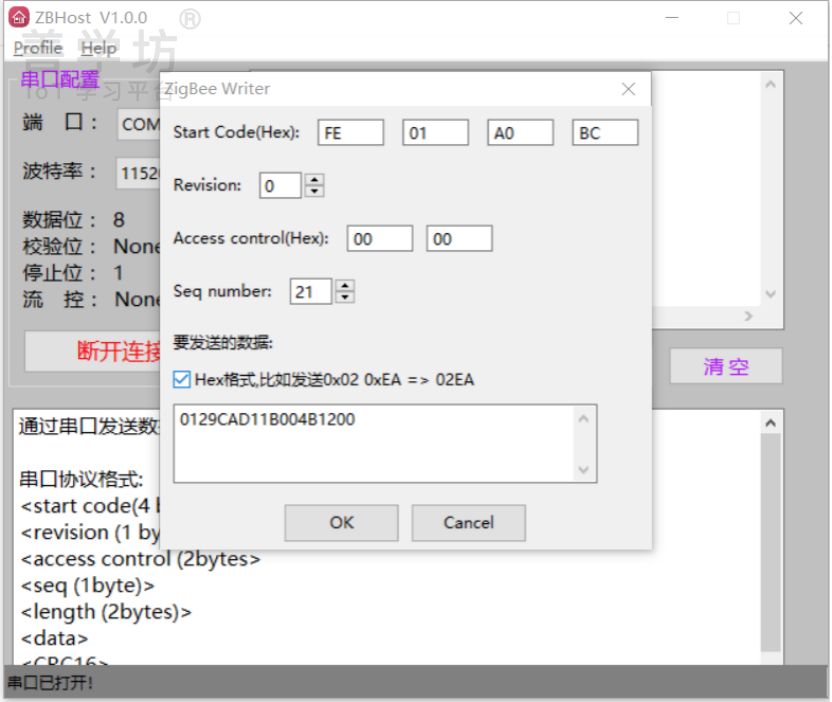 ZBHost V1.0.0
®
善学坊
IoT 学习平台
Profile Help
串口配置
端 口：
COM
波特率：
1152
数据位： 8
校验位： None
停止位： 1
流 控： None
断开连接
ZigBee Writer
Start Code(Hex): FE 01 A0 BC
Revision: 0
Access control(Hex): 00 00
Seq number: 21
要发送的数据:
Hex格式,比如发送0x02 0xEA => 02EA
0129CAD11B004B1200
OK Cancel
清空
通过串口发送数
串口协议格式:
<start code(4 b
<revision (1 by
<access control (2bytes>
<seq (1byte)>
<length (2bytes)>
<data>
<CRC16>
串口已打开!